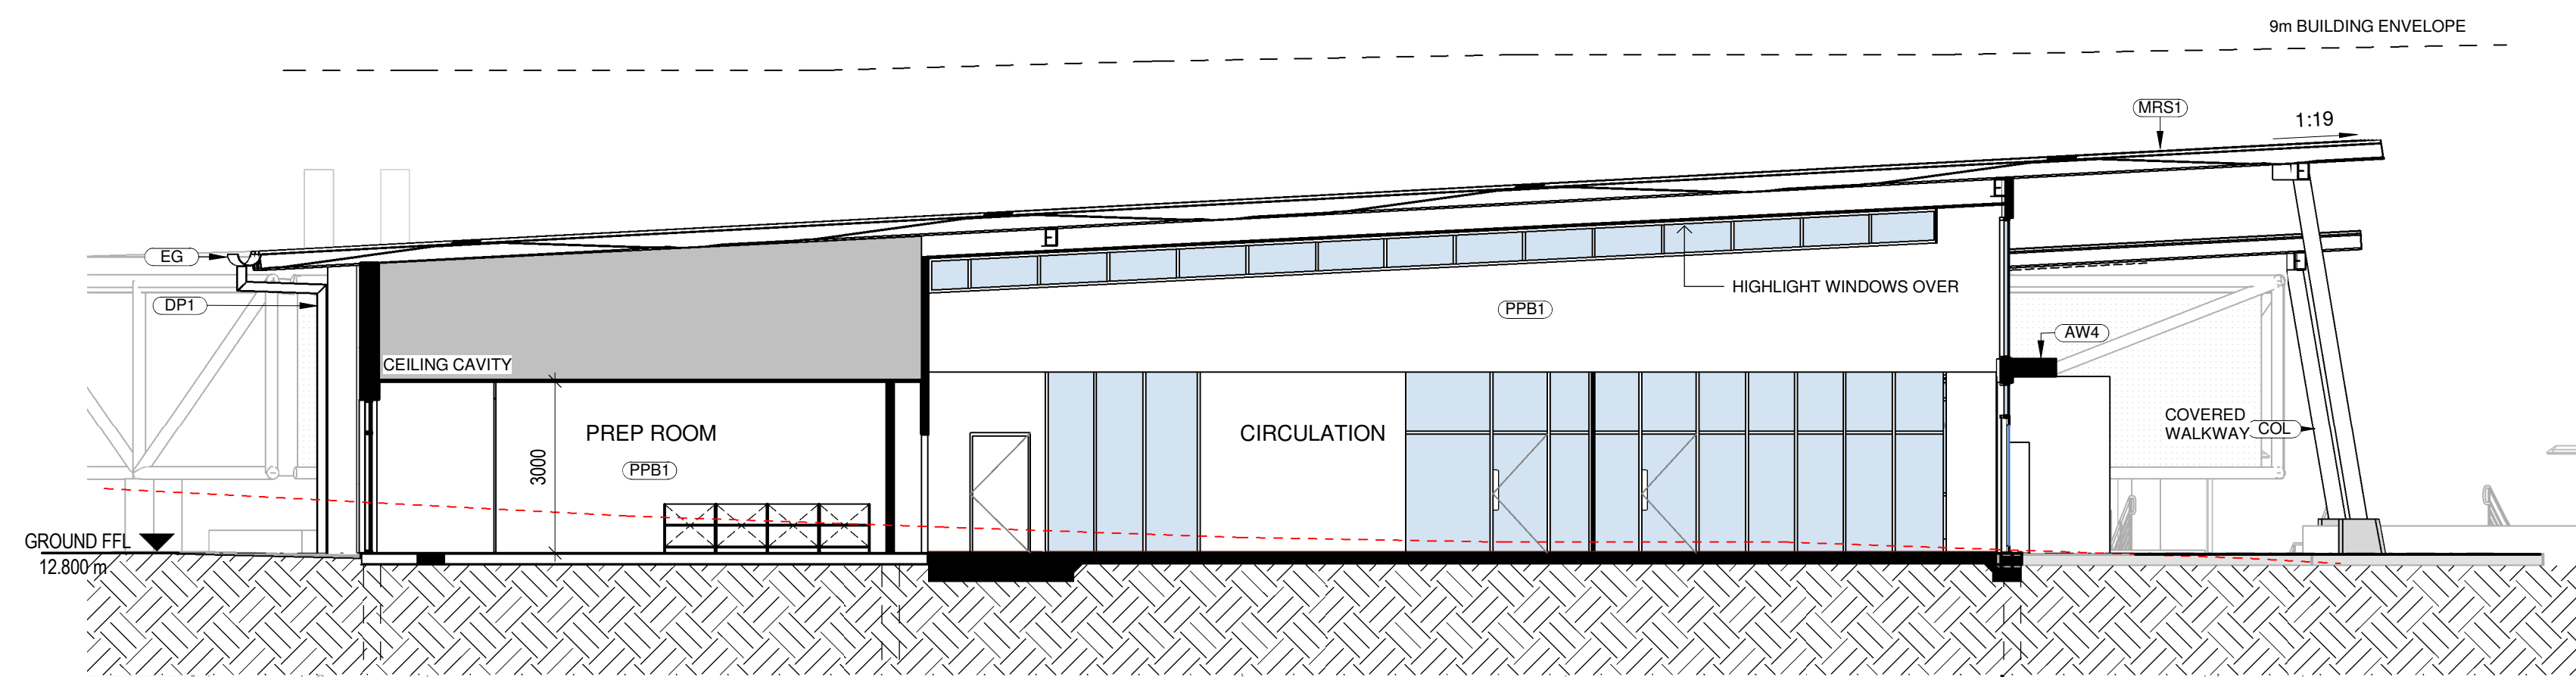 9m BUILDING ENVELOPE
MRS1
1:19
EG
DP1
HIGHLIGHT WINDOWS OVER
PPB1
AW4
CEILING CAVITY
COVERED
WALKWAY
COL
PREP ROOM
CIRCULATION
3000
PPB1
GROUND FFL
12.800 m